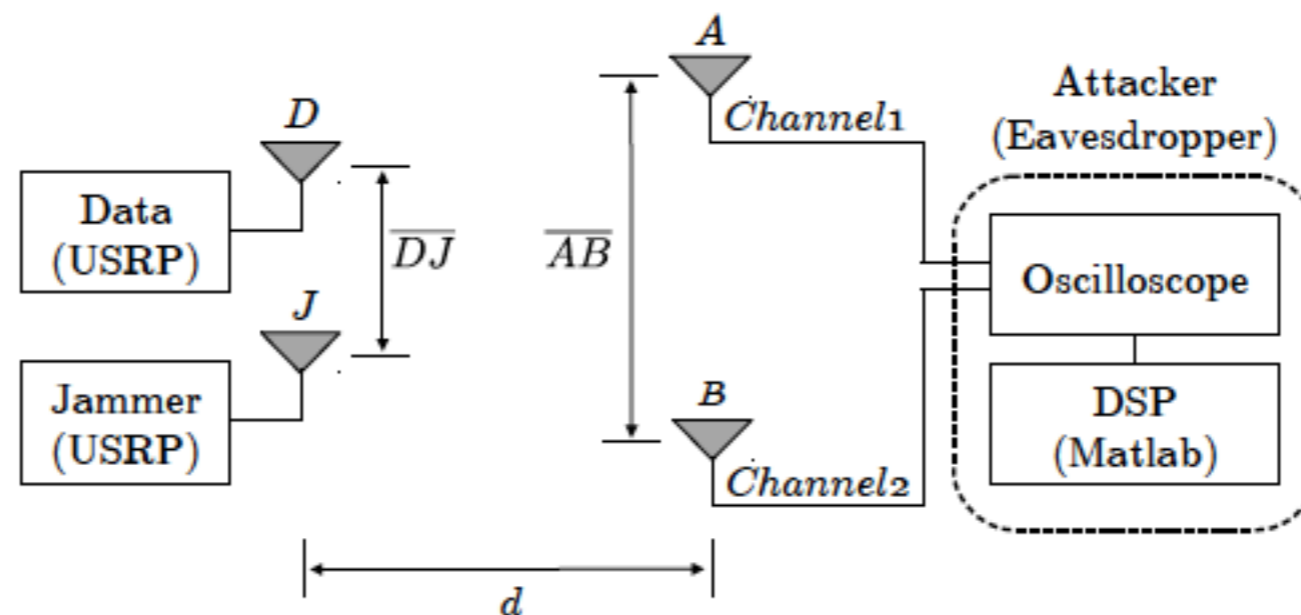 A
Channel1
Attacker
(Eavesdropper)
D
Data
(USRP)
DJ
AB
Oscilloscope
J
Jammer
(USRP)
B
DSP
(Matlab)
Channel2
d